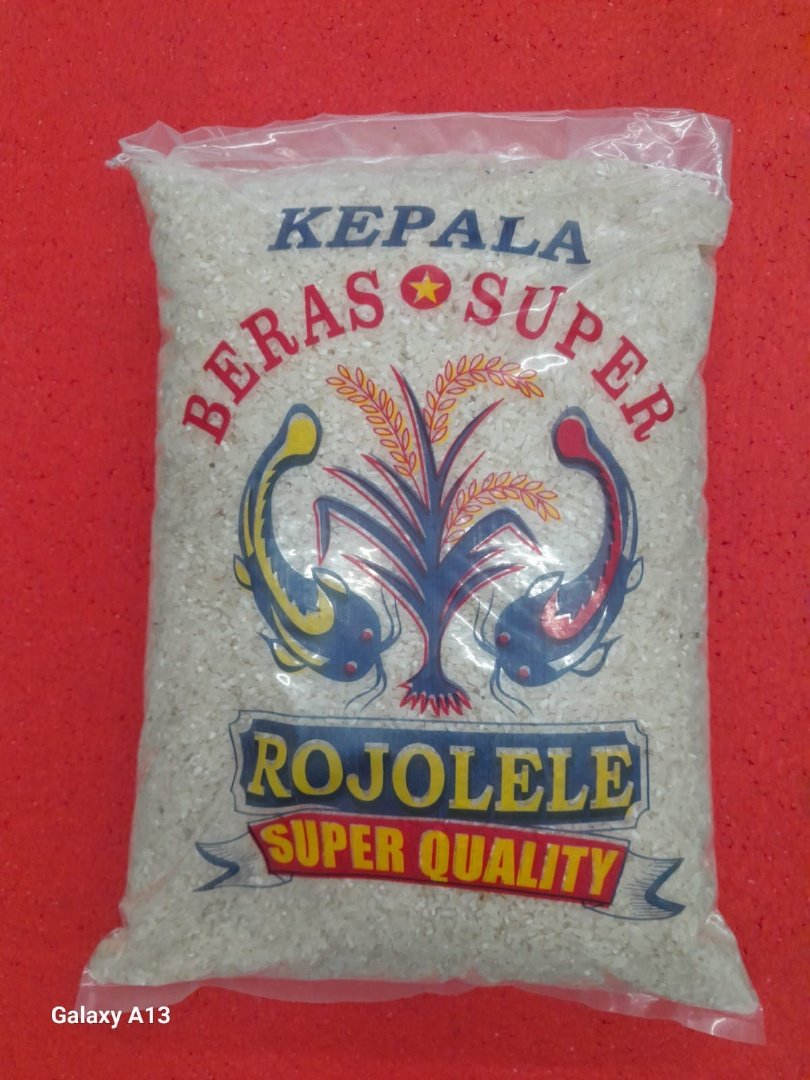 KEPALA
BERAS SUPER
ROJOLELE
SUPER QUALITY
Galaxy A13